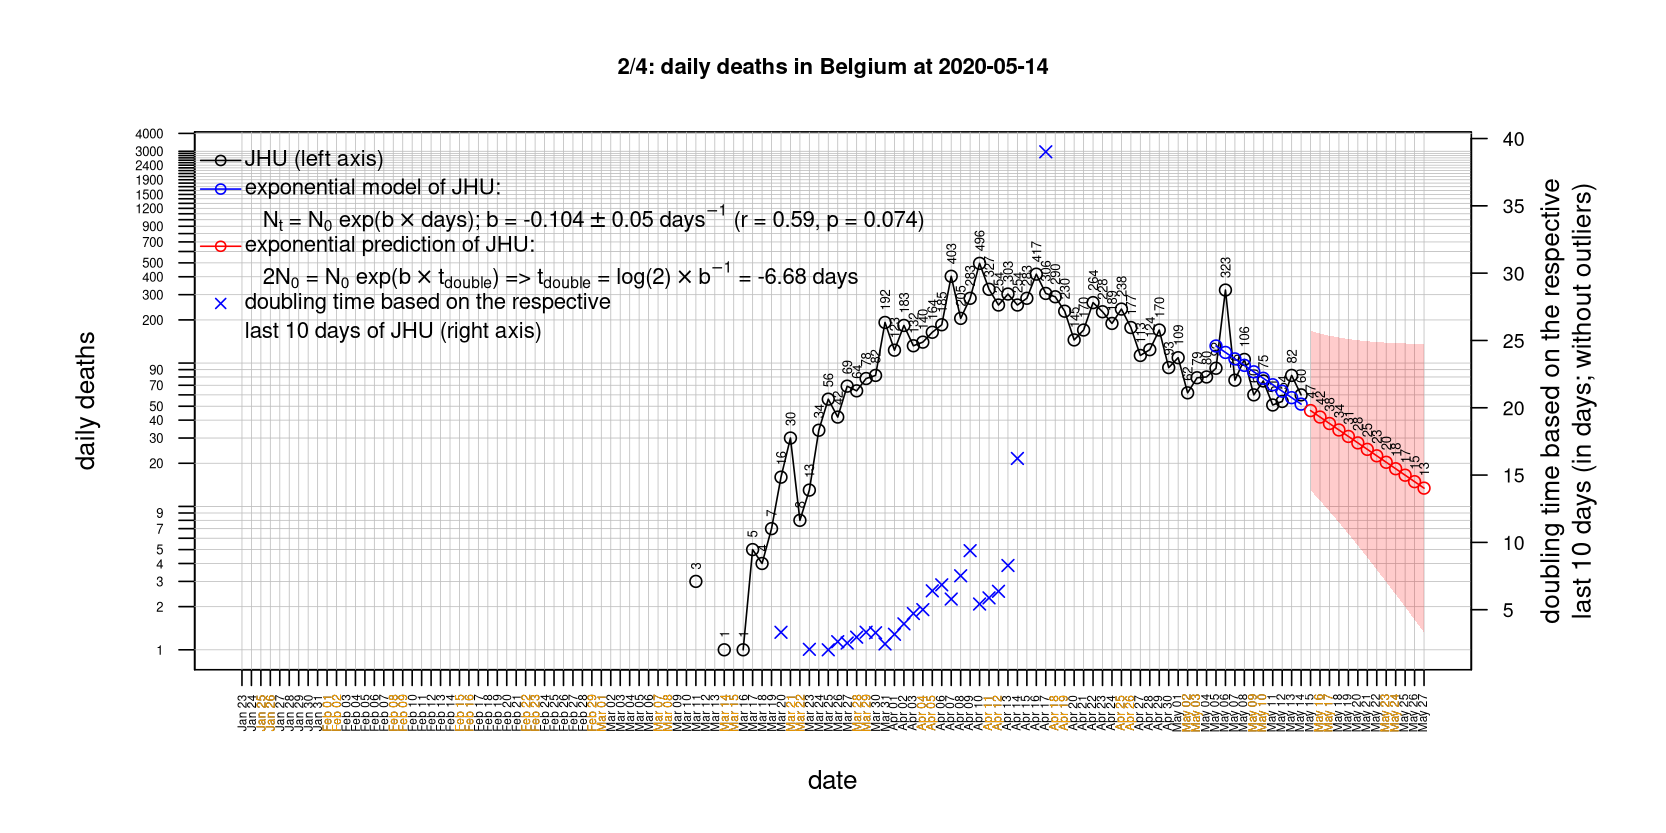 2/4: daily deaths in Belgium at 2020-05-14
JHU (left axis)
exponential model of JHU:
N_t = N_0 exp(b × days); b = -0.104 ± 0.05 days^−1 (r = 0.59, p = 0.074)
exponential prediction of JHU:
2N_0 = N_0 exp(b × t_double) => t_double = log(2) × b^−1 = -6.68 days
doubling time based on the respective
last 10 days of JHU (right axis)
daily deaths
4000
3000
2400
1900
1500
1200
900
700
500
400
300
200
90
70
50
40
30
20
9
7
5
4
3
2
1
3
1
1
5
4
7
16
30
8
13
34
56
42
69
64
78
82
192
123
183
132
140
164
185
403
205
283
496
327
254
303
254
283
417
306
290
230
145
170
264
228
189
238
177
113
124
170
93
109
62
79
80
92
323
106
75
82
60
47
42
38
34
31
28
25
23
20
18
17
15
13
40
35
30
25
20
15
10
5
doubling time based on the respective
last 10 days (in days; without outliers)
Jan 23
Jan 24
Jan 25
Jan 26
Jan 27
Jan 28
Jan 29
Jan 30
Jan 31
Feb 01
Feb 02
Feb 03
Feb 04
Feb 05
Feb 06
Feb 07
Feb 08
Feb 09
Feb 10
Feb 11
Feb 12
Feb 13
Feb 14
Feb 15
Feb 16
Feb 17
Feb 18
Feb 19
Feb 20
Feb 21
Feb 22
Feb 23
Feb 24
Feb 25
Feb 26
Feb 27
Feb 28
Feb 29
Mar 01
Mar 02
Mar 03
Mar 04
Mar 05
Mar 06
Mar 07
Mar 08
Mar 09
Mar 10
Mar 11
Mar 12
Mar 13
Mar 14
Mar 15
Mar 16
Mar 17
Mar 18
Mar 19
Mar 20
Mar 21
Mar 22
Mar 23
Mar 24
Mar 25
Mar 26
Mar 27
Mar 28
Mar 29
Mar 30
Mar 31
Apr 01
Apr 02
Apr 03
Apr 04
Apr 05
Apr 06
Apr 07
Apr 08
Apr 09
Apr 10
Apr 11
Apr 12
Apr 13
Apr 14
Apr 15
Apr 16
Apr 17
Apr 18
Apr 19
Apr 20
Apr 21
Apr 22
Apr 23
Apr 24
Apr 25
Apr 26
Apr 27
Apr 28
Apr 29
Apr 30
May 01
May 02
May 03
May 04
May 05
May 06
May 07
May 08
May 09
May 10
May 11
May 12
May 13
May 14
May 15
May 16
May 17
May 18
May 19
May 20
May 21
May 22
May 23
May 24
May 25
May 26
May 27
date